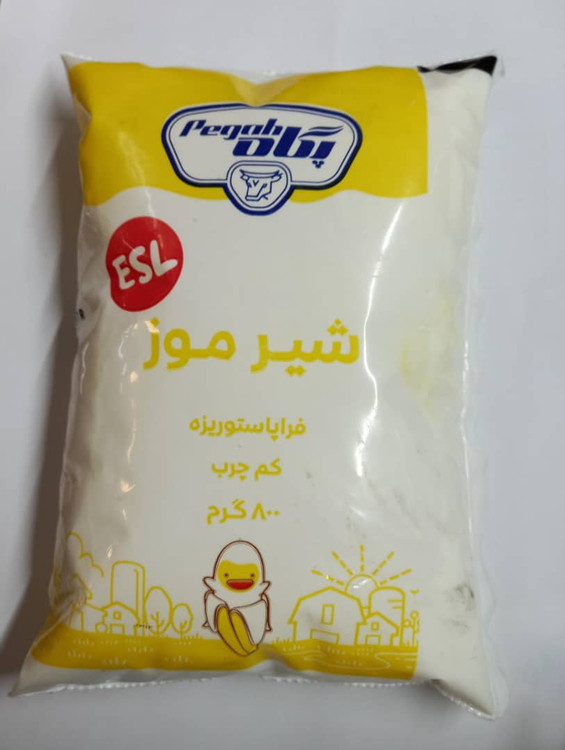 Pegah
پگاه
ESL
شیر موز
فراپاستوریزه
کم چرب
۸۰۰ گرم